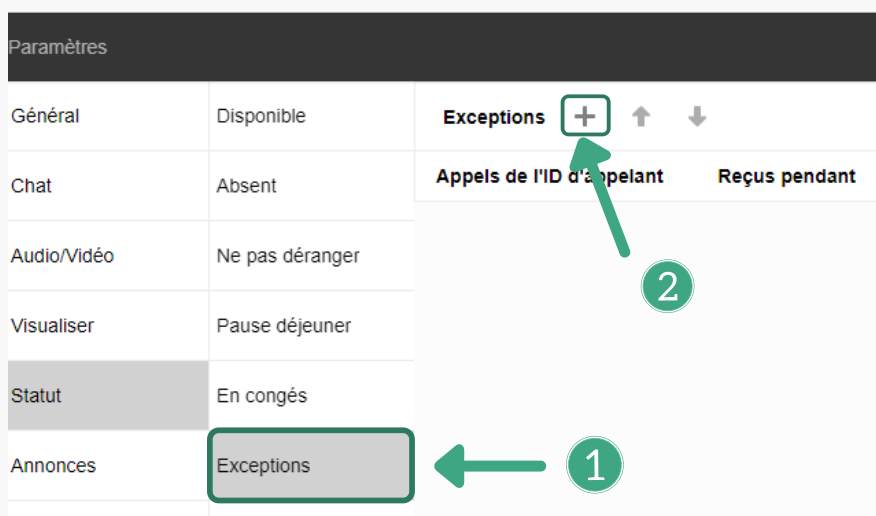 Paramètres
Général
Chat
Audio/Vidéo
Visualiser
Statut
Annonces
Disponible
Absent
Ne pas déranger
Pause déjeuner
En congés
Exceptions
Exceptions
Appels de l'ID d'appelant Reçus pendant
2
1